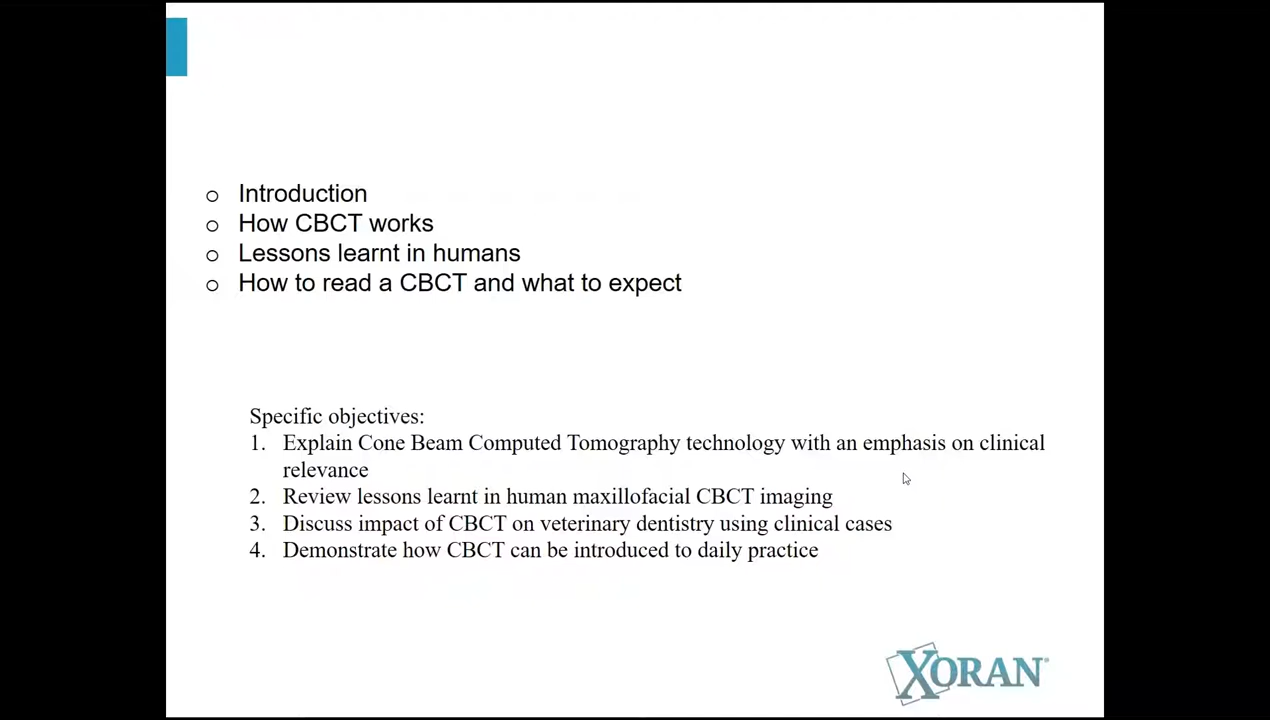 o Introduction
o How CBCT works
o Lessons learnt in humans
o How to read a CBCT and what to expect
Specific objectives:
1. Explain Cone Beam Computed Tomography technology with an emphasis on clinical
relevance
2. Review lessons learnt in human maxillofacial CBCT imaging
3. Discuss impact of CBCT on veterinary dentistry using clinical cases
4. Demonstrate how CBCT can be introduced to daily practice
XORAN®